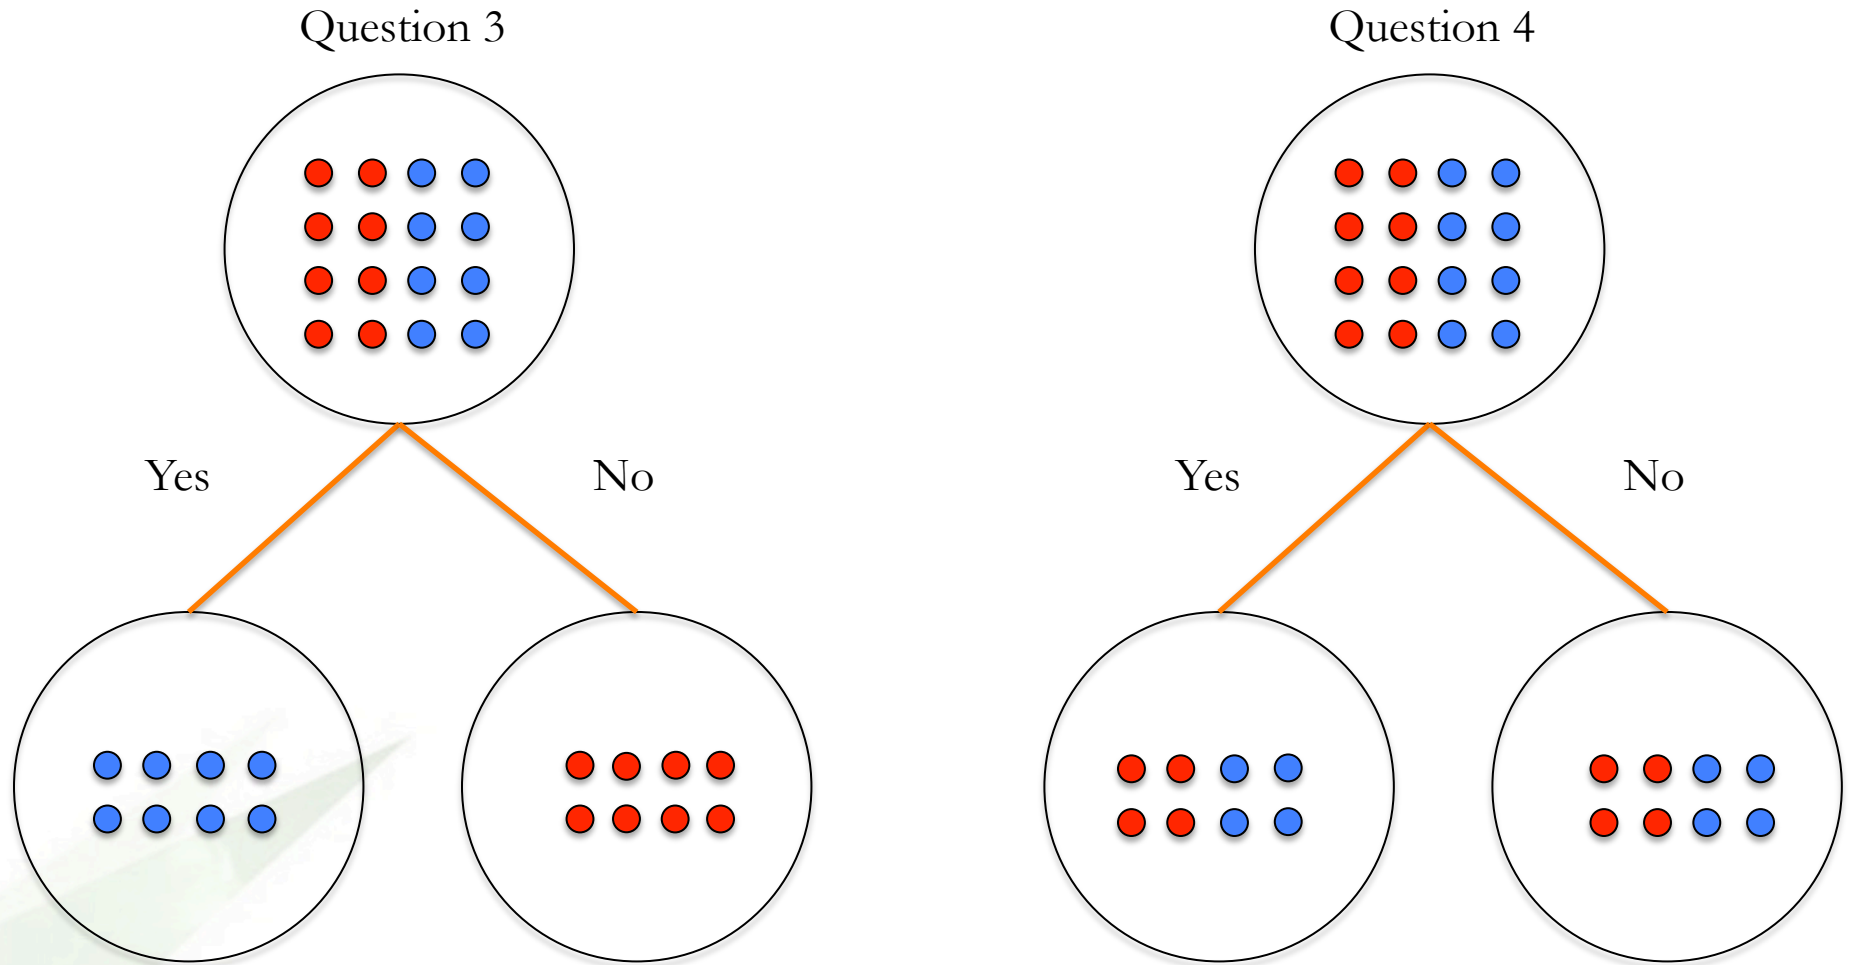 Question 3
Question 4
Yes
No
Yes
No